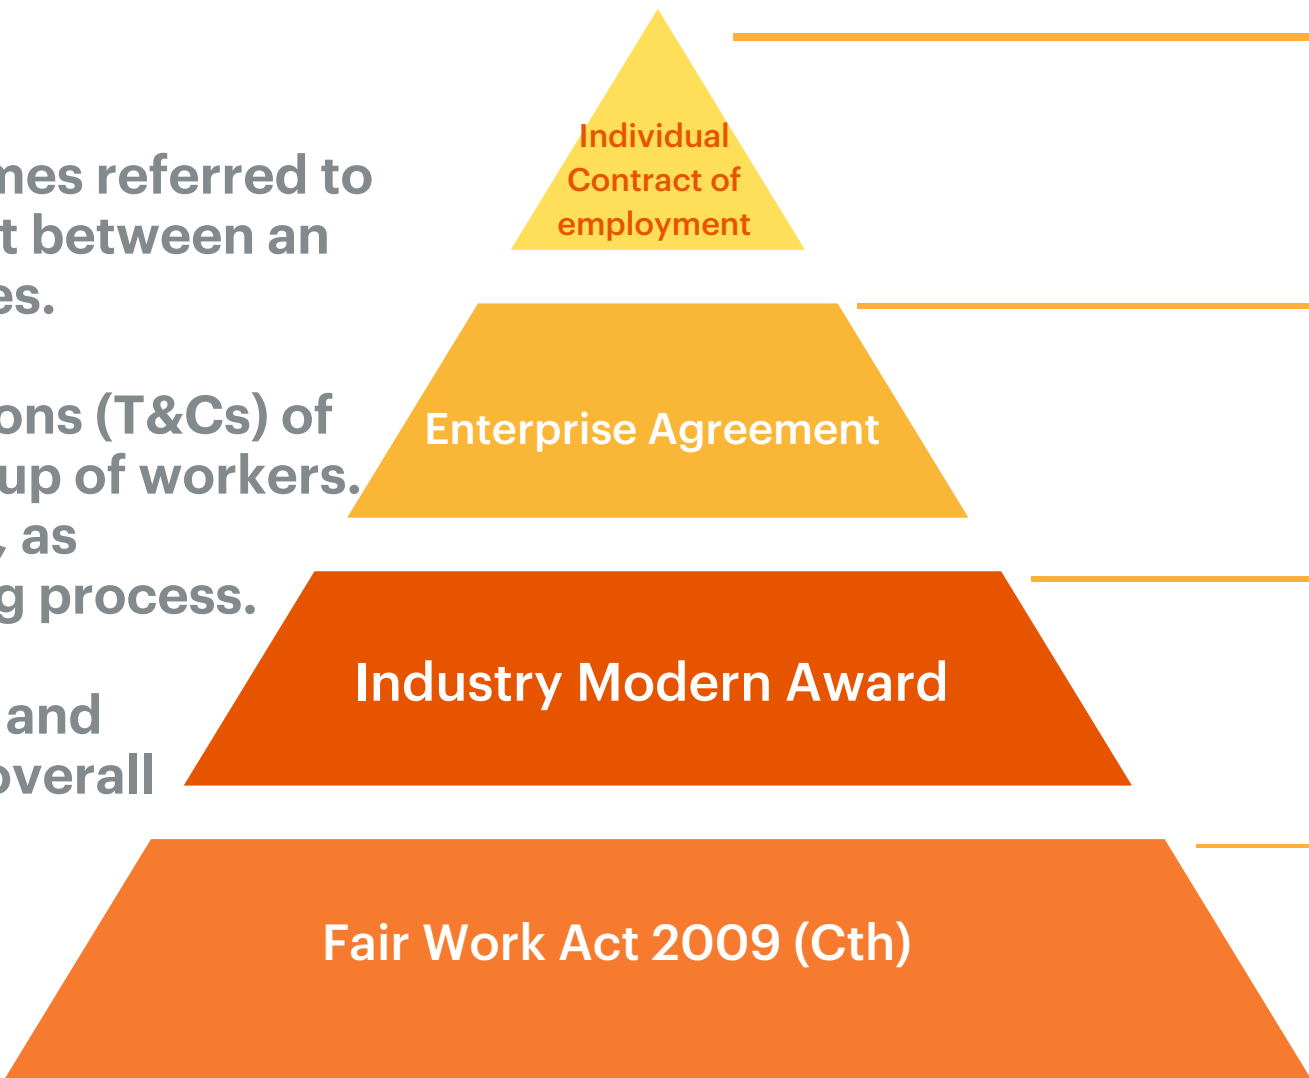 mes referred to
t between an
es.
ons (T&Cs) of
up of workers.
, as
g process.
and
overall
Individual
Contract of
employment
Enterprise Agreement
Industry Modern Award
Fair Work Act 2009 (Cth)